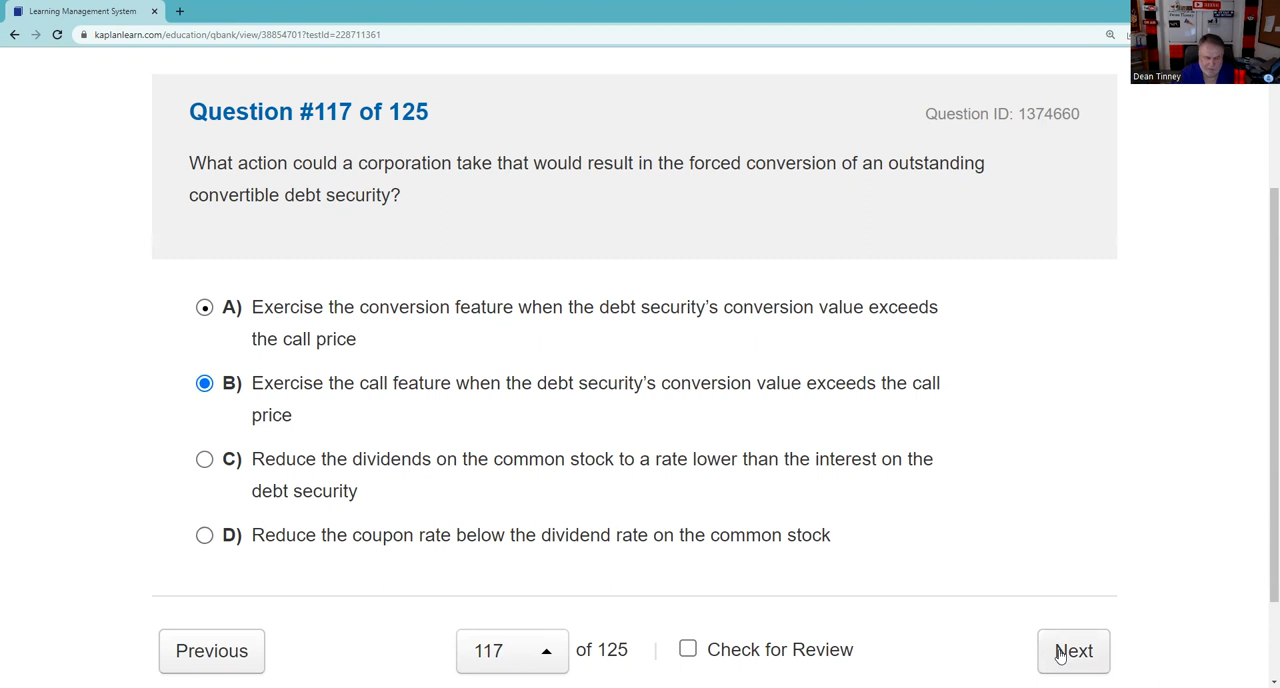 Learning Management System
kaplanlearn.com/education/qbank/view/38854701?testId=228711361
Dean Tinney
Question #117 of 125
Question ID: 1374660
What action could a corporation take that would result in the forced conversion of an outstanding
convertible debt security?
A) Exercise the conversion feature when the debt security's conversion value exceeds
the call price
B) Exercise the call feature when the debt security's conversion value exceeds the call
price
C) Reduce the dividends on the common stock to a rate lower than the interest on the
debt security
D) Reduce the coupon rate below the dividend rate on the common stock
Previous
117
of 125
Check for Review
Next